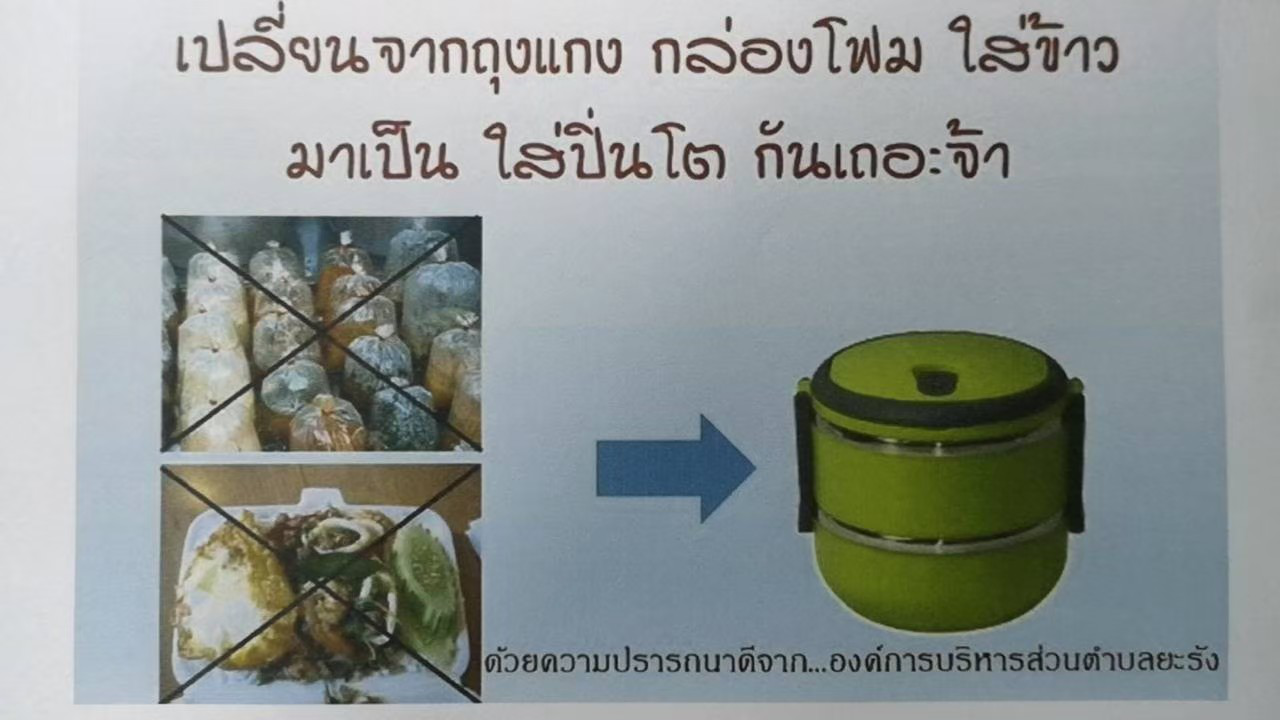 เปลี่ยนจากถุงแกง กล่องโฟม ใส่ข้าว
มาเป็น ใส่ปิ่นโต กันเถอะจ้า
ด้วยความปรารถนาดีจาก...องค์การบริหารส่วนตำบลยะรัง